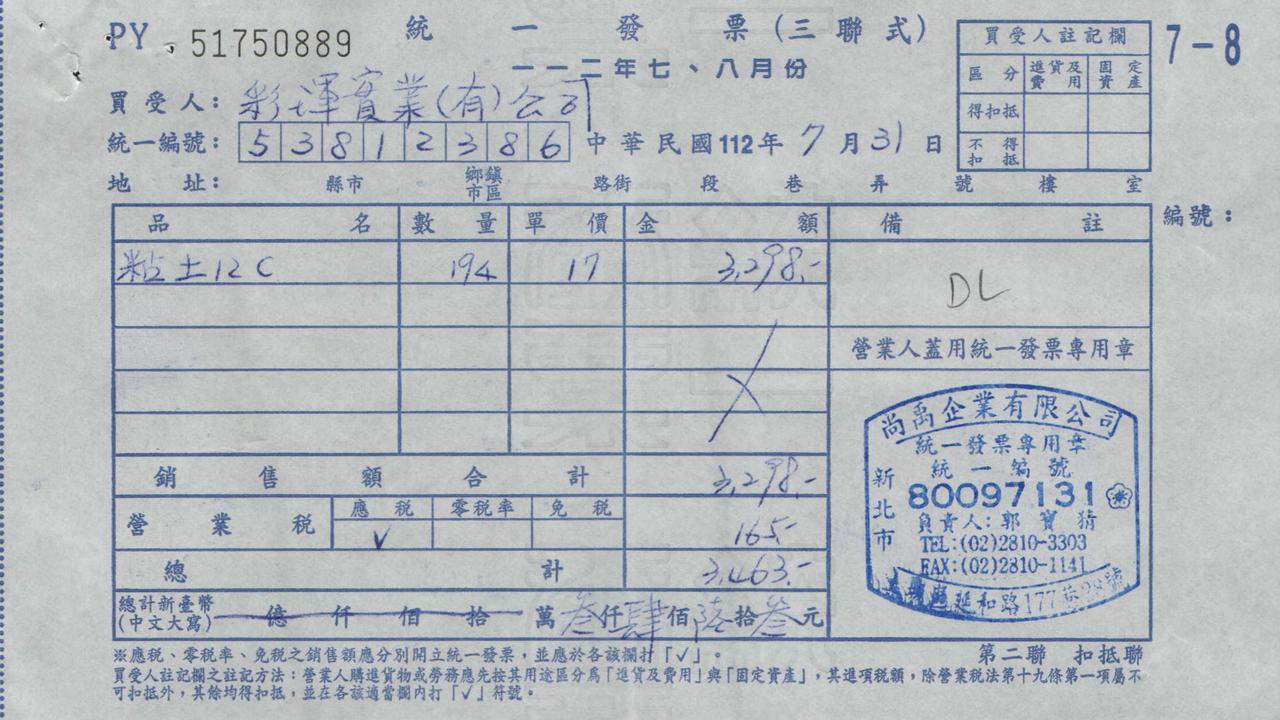 PY 51750889 統一發票(三聯式)
7-8
一一二年七、八月份
買受人註記欄
區分 進貨及費用 固定資產
得扣抵
不得扣抵
買受人：彩琿實業(有)公司
統一編號：53812386 中華民國112年7月31日
地址： 縣市 鄉鎮市區 路街 段 巷 弄 號 樓 室
品名 數量 單價 金額 備註
編號：
粘土12C 194 17 3,298.-
DL
營業人蓋用統一發票專用章
銷售額合計 3,298.-
營業稅 應稅 零稅率 免稅
√ 165.-
總計 3,463.-
總計新臺幣(中文大寫) 億仟佰拾萬叁仟肆佰陸拾叁元
尚禹企業有限公司
統一發票專用章
統一編號
新北市
80097131
負責人：郭寶猜
TEL:(02)2810-3303
FAX:(02)2810-1141
延和路177巷28號
※應稅、零稅率、免稅之銷售額應分別開立統一發票，並應於各該欄打「√」。
第二聯 扣抵聯
買受人註記欄之註記方法：營業人購進貨物或勞務應先按其用途區分為「進貨及費用」與「固定資產」，其進項稅額，除營業稅法第十九條第一項屬不
可扣抵外，其餘均得扣抵，並在各該適當欄內打「√」符號。